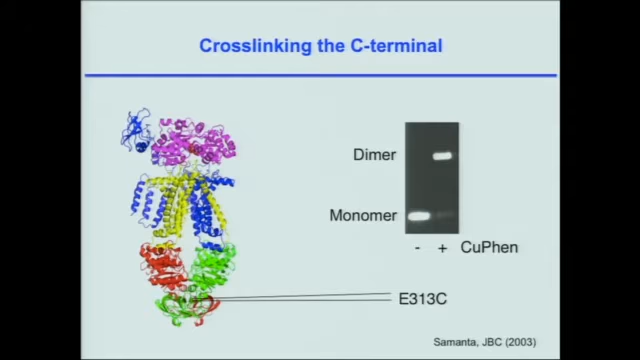 Crosslinking the C-terminal
Dimer
Monomer
- + CuPhen
E313C
Samanta, JBC (2003)